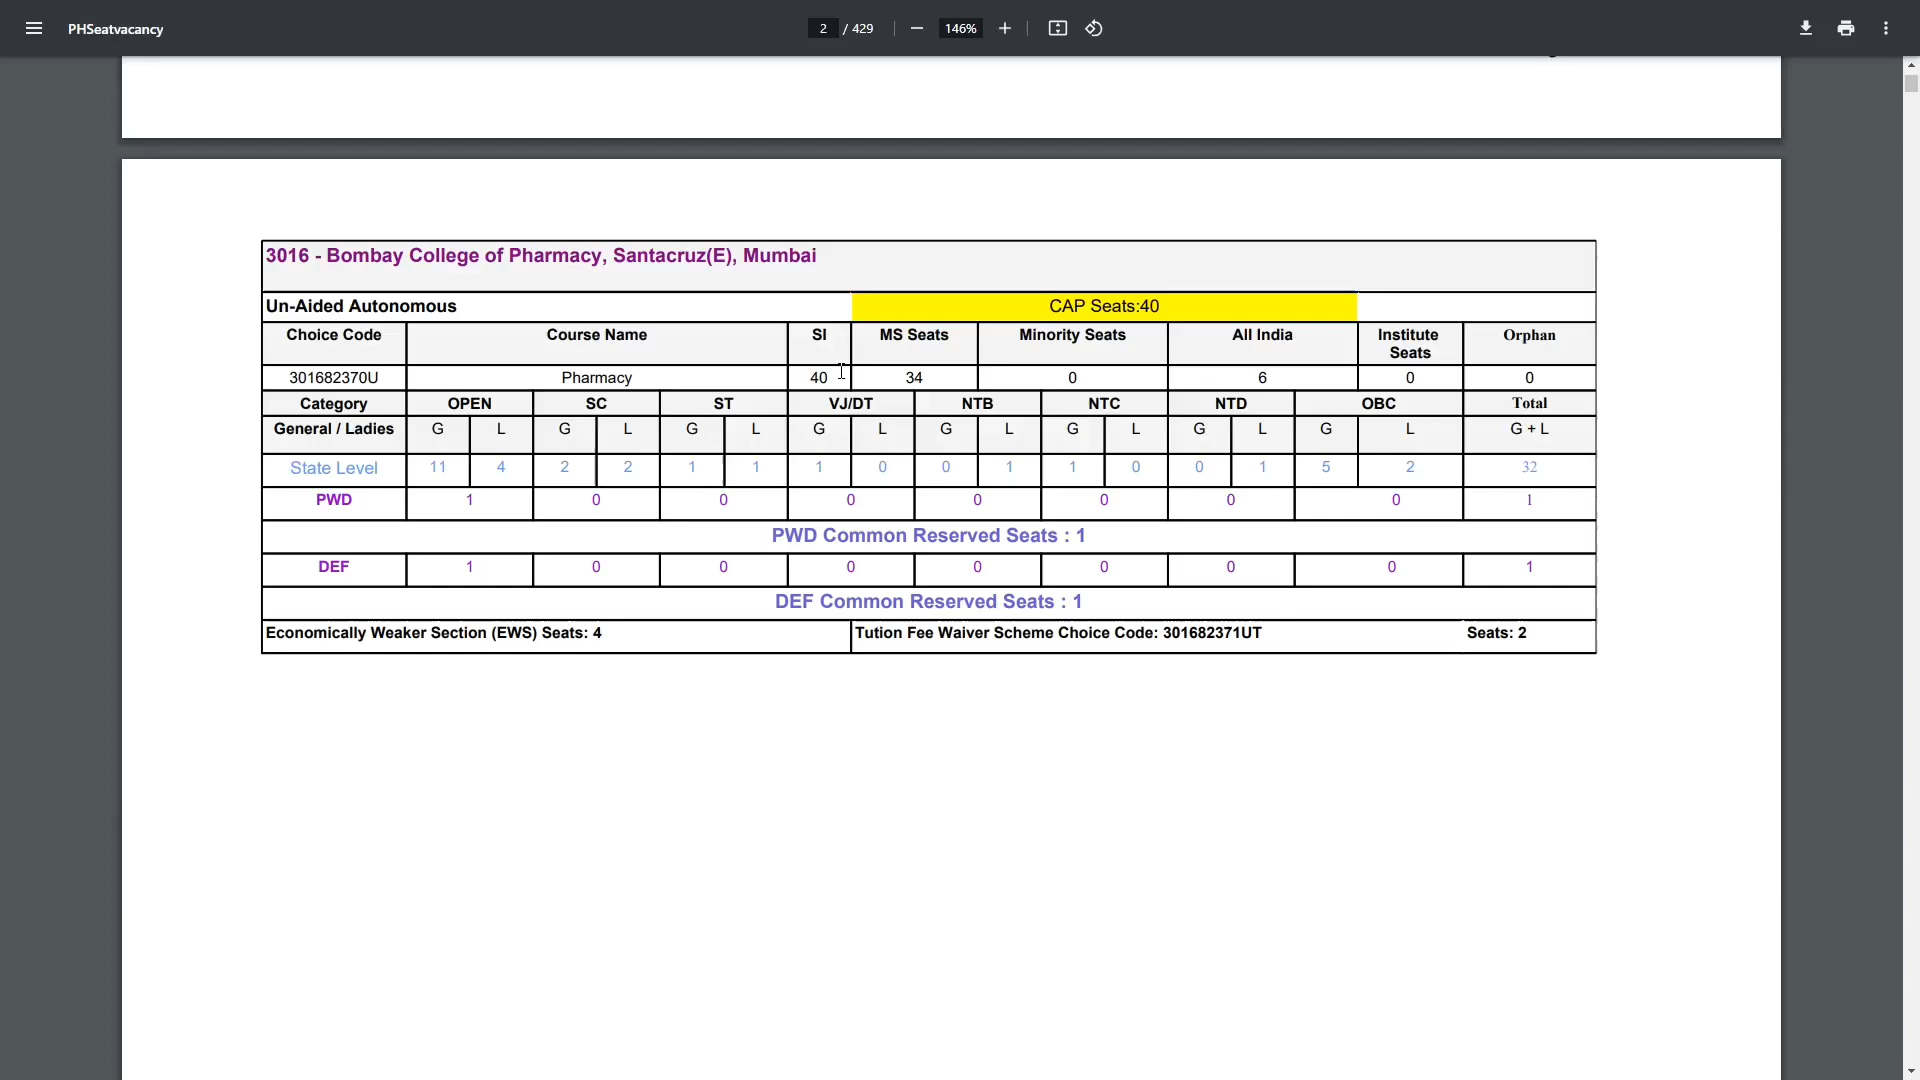 PHSeatvacancy 2 / 429 146%
3016 - Bombay College of Pharmacy, Santacruz(E), Mumbai
Un-Aided Autonomous CAP Seats:40
Choice Code Course Name SI MS Seats Minority Seats All India Institute Seats Orphan
301682370U Pharmacy 40 34 0 6 0 0
Category OPEN SC ST VJ/DT NTB NTC NTD OBC Total
General / Ladies G L G L G L G L G L G L G L G L G + L
State Level 11 4 2 2 1 1 1 0 0 1 1 0 0 1 5 2 32
PWD 1 0 0 0 0 0 0 0 1
PWD Common Reserved Seats : 1
DEF 1 0 0 0 0 0 0 0 1
DEF Common Reserved Seats : 1
Economically Weaker Section (EWS) Seats: 4 Tution Fee Waiver Scheme Choice Code: 301682371UT Seats: 2